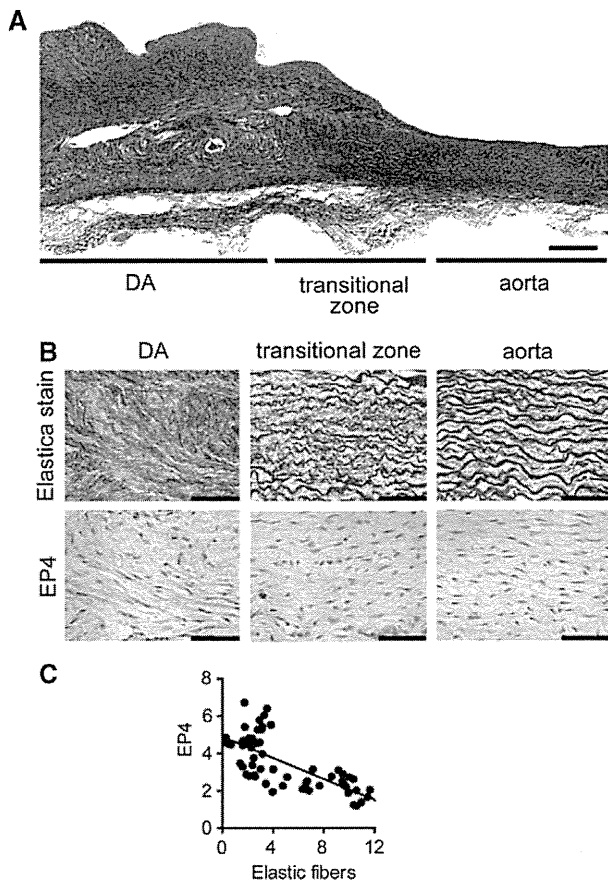 A
DA
transitional
zone
aorta
B
DA transitional zone aorta
Elastica stain
EP4
C
8
6
4
2
0
EP4
0 4 8 12
Elastic fibers